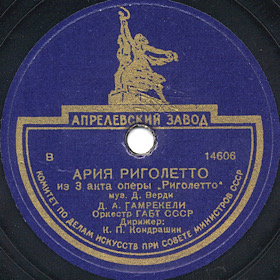 АПРЕЛЕВСКИЙ ЗАВОД
В 14606
АРИЯ РИГОЛЕТТО
из 3 акта оперы „Риголетто“
муз. Д. Верди
Д. А. ГАМРЕКЕЛИ
Оркестр ГАБТ СССР
Дирижер:
К. П. Кондрашин
КОМИТЕТ ПО ДЕЛАМ ИСКУССТВ ПРИ СОВЕТЕ МИНИСТРОВ СССР